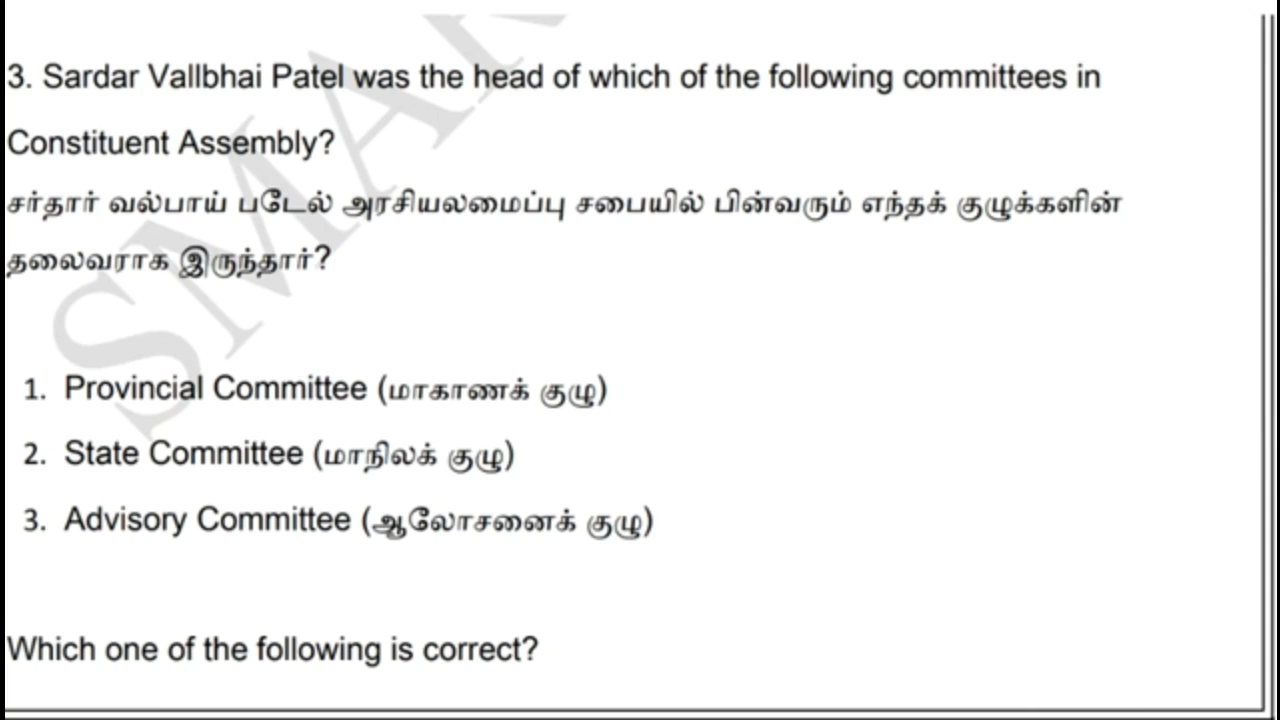 3. Sardar Vallbhai Patel was the head of which of the following committees in
Constituent Assembly?
சர்தார் வல்பாய் படேல் அரசியலமைப்பு சபையில் பின்வரும் எந்தக் குழுக்களின்
தலைவராக இருந்தார்?
1. Provincial Committee (மாகாணக் குழு)
2. State Committee (மாநிலக் குழு)
3. Advisory Committee (ஆலோசனைக் குழு)
Which one of the following is correct?